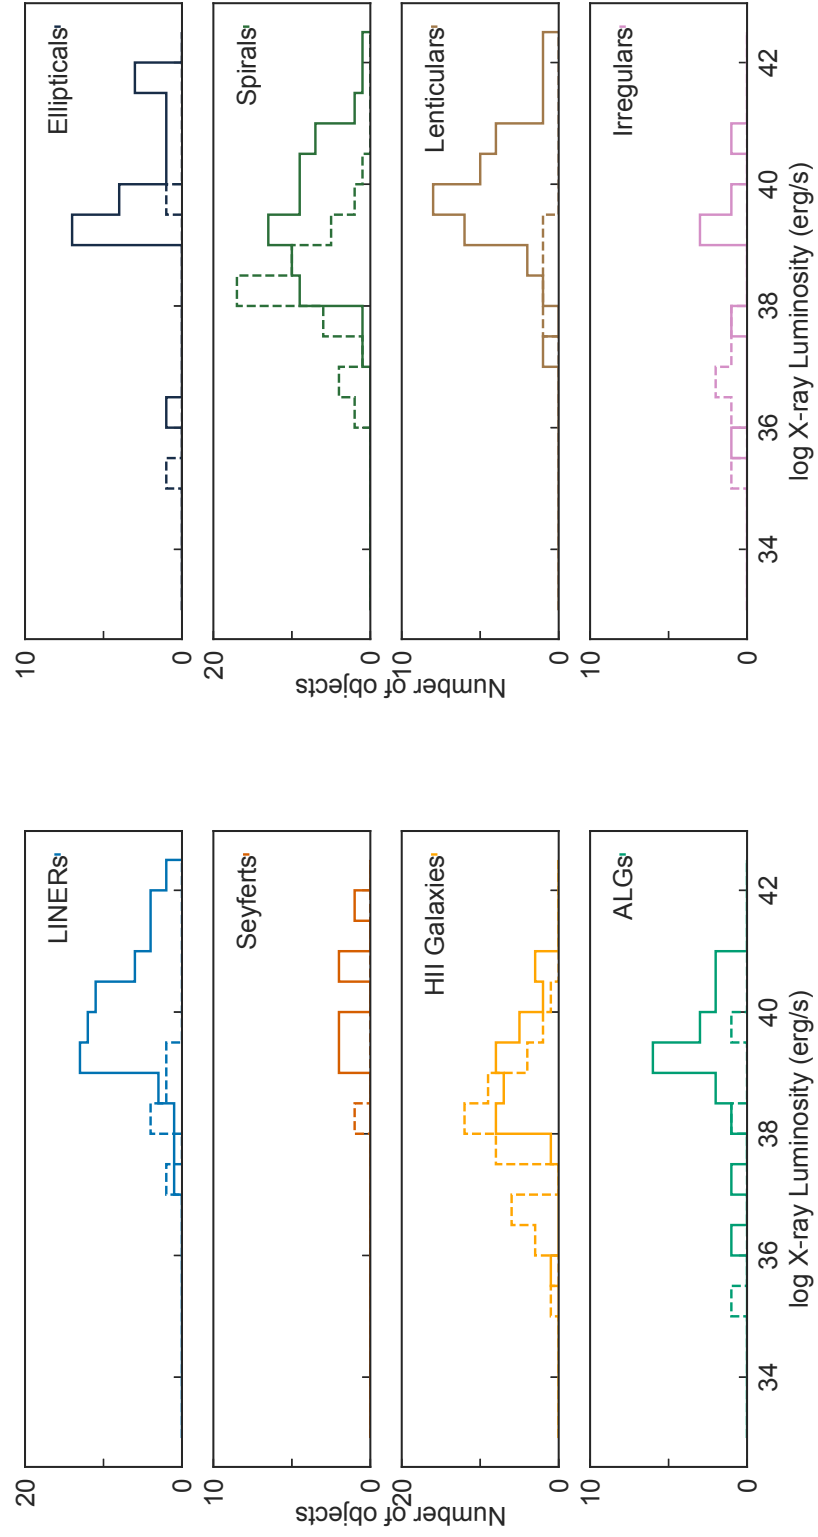 20
LINERs
0
10
Seyferts
0
Number of objects
20
HII Galaxies
0
10
ALGs
0
34 36 38 40 42
log X-ray Luminosity (erg/s)
10
Ellipticals
0
20
Spirals
0
Number of objects
10
Lenticulars
0
10
Irregulars
0
34 36 38 40 42
log X-ray Luminosity (erg/s)